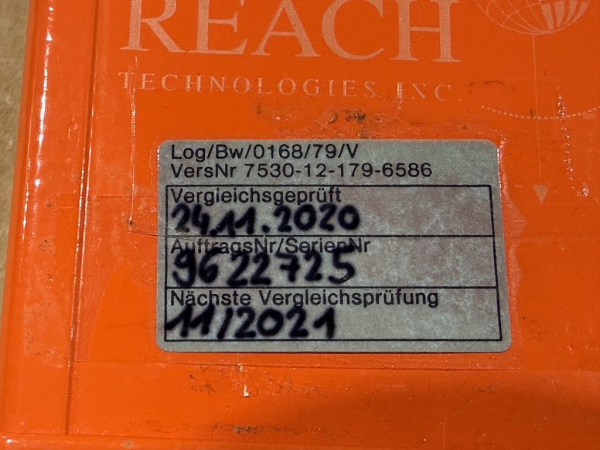 REACH
TECHNOLOGIES INC.
Log/Bw/0168/79/V
VersNr 7530-12-179-6586
Vergleichsgeprüft
24.11.2020
AuftragsNr/SerienNr
9622725
Nächste Vergleichsprüfung
11/2021